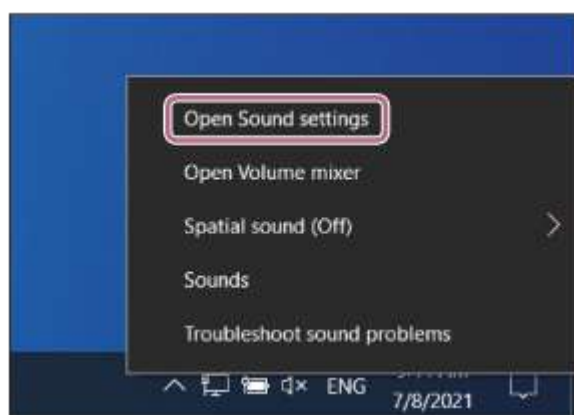 Open Sound settings
Open Volume mixer
Spatial sound (Off)
Sounds
Troubleshoot sound problems
ENG
7/8/2021